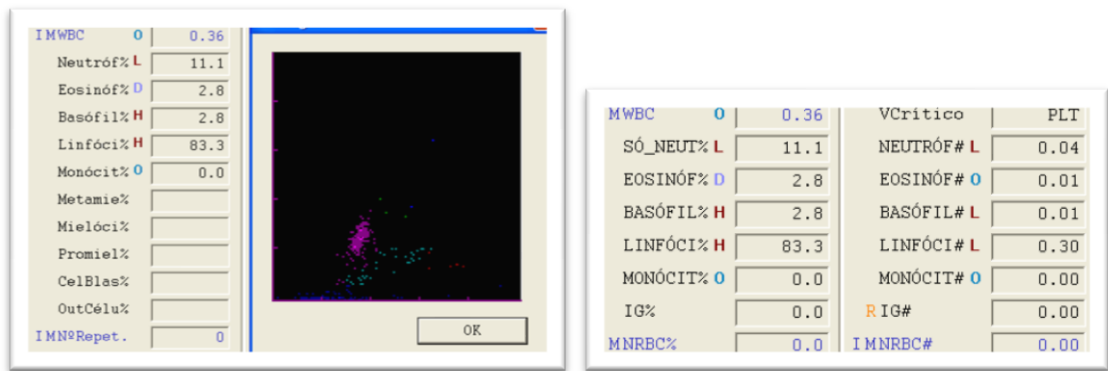 IMWBC O 0.36
Neutróf% L 11.1
Eosinóf% D 2.8
Basófil% H 2.8
Linfóci% H 83.3
Monócit% O 0.0
Metamie%
Mielóci%
Promiel%
CelBlas%
OutCélu%
IMNºRepet. 0
OK
MWBC O 0.36 VCrítico PLT
SÓ_NEUT% L 11.1 NEUTRÓF# L 0.04
EOSINÓF% D 2.8 EOSINÓF# O 0.01
BASÓFIL% H 2.8 BASÓFIL# L 0.01
LINFÓCI% H 83.3 LINFÓCI# L 0.30
MONÓCIT% O 0.0 MONÓCIT# O 0.00
IG% 0.0 R IG# 0.00
MNRBC% 0.0 IMNRBC# 0.00